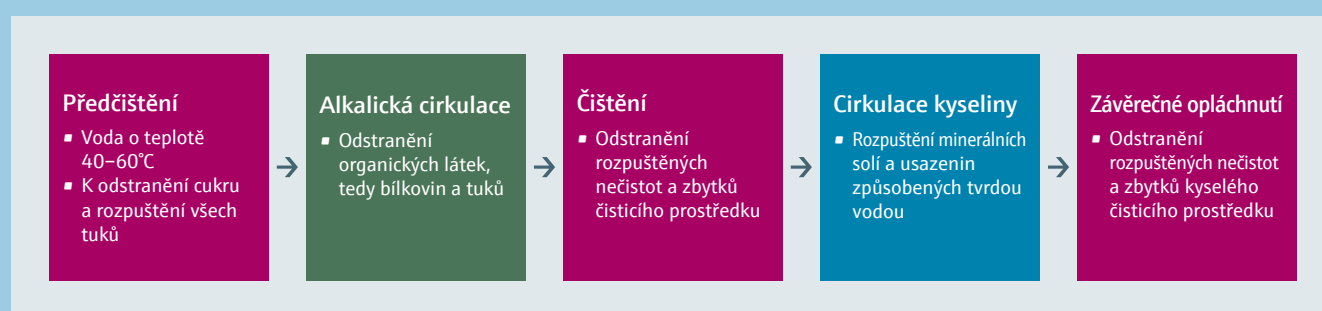 Předčištění
▪ Voda o teplotě
40–60°C
▪ K odstranění cukru
a rozpuštění všech
tuků
Alkalická cirkulace
▪ Odstranění
organických látek,
tedy bílkovin a tuků
Čištění
▪ Odstranění
rozpuštěných
nečistot a zbytků
čisticího prostředku
Cirkulace kyseliny
▪ Rozpuštění minerálních
solí a usazenin
způsobených tvrdou
vodou
Závěrečné opláchnutí
▪ Odstranění
rozpuštěných nečistot
a zbytků kyselého
čisticího prostředku